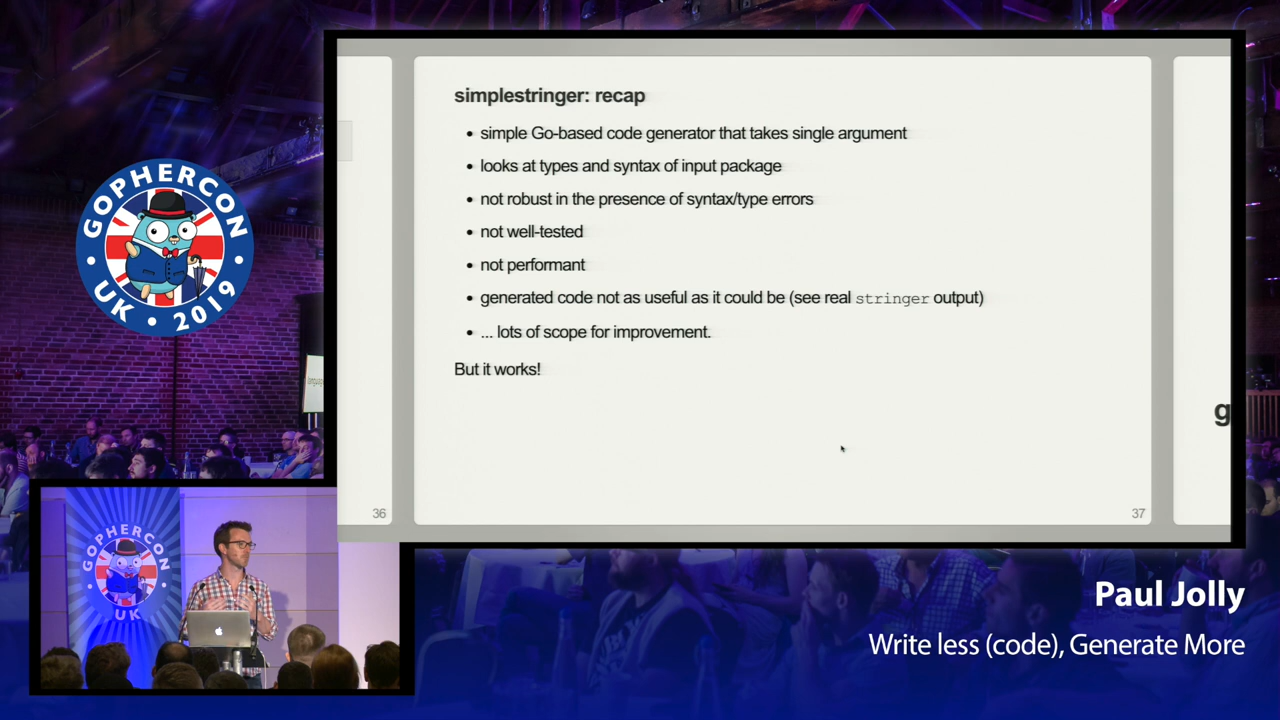 GOPHERCON
UK
2019
simplestringer: recap
• simple Go-based code generator that takes single argument
• looks at types and syntax of input package
• not robust in the presence of syntax/type errors
• not well-tested
• not performant
• generated code not as useful as it could be (see real stringer output)
• ... lots of scope for improvement.
But it works!
g
36
37
GOPHERCON
UK
Paul Jolly
Write less (code), Generate More